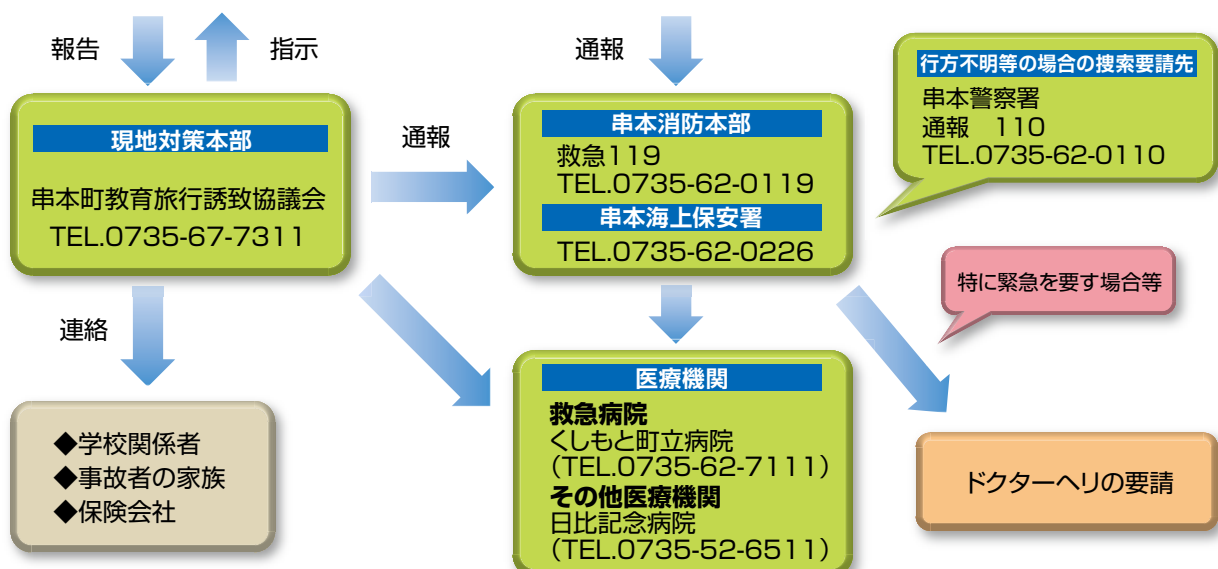 報告
指示
通報
現地対策本部
串本町教育旅行誘致協議会
TEL.0735-67-7311
通報
串本消防本部
救急119
TEL.0735-62-0119
串本海上保安署
TEL.0735-62-0226
行方不明等の場合の捜索要請先
串本警察署
通報　110
TEL.0735-62-0110
特に緊急を要す場合等
連絡
◆学校関係者
◆事故者の家族
◆保険会社
医療機関
救急病院
くしもと町立病院
（TEL.0735-62-7111）
その他医療機関
日比記念病院
（TEL.0735-52-6511）
ドクターヘリの要請